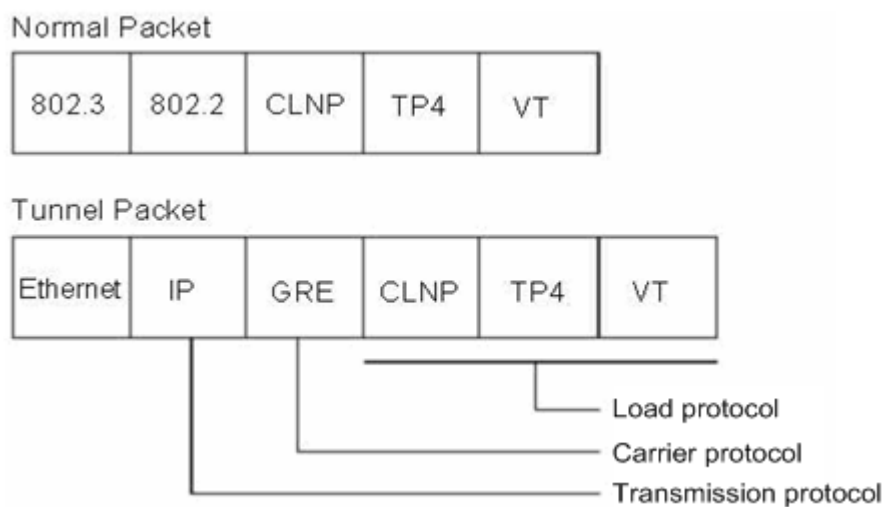 Normal Packet
802.3 802.2 CLNP TP4 VT
Tunnel Packet
Ethernet IP GRE CLNP TP4 VT
Load protocol
Carrier protocol
Transmission protocol